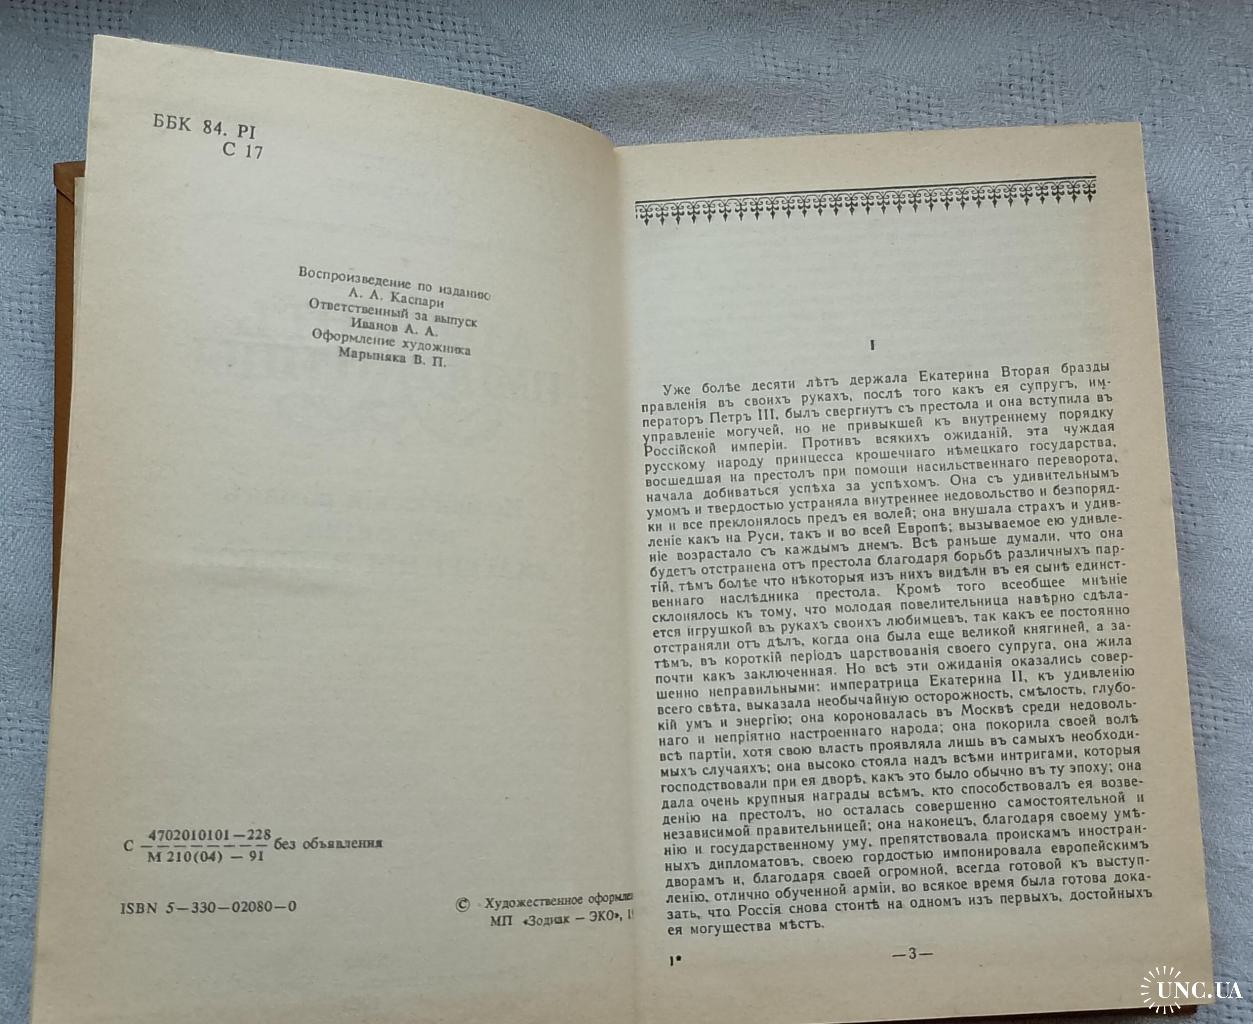 ББК 84. РІ
С 17
Воспроизведение по изданию
А. А. Каспари
Ответственный за выпуск
Иванов А. А.
Оформление художника
Марыняка В. П.
С 4702010101—228 без объявления
М 210(04) — 91
ISBN 5—330—02080—0
© Художественное оформле
МП «Зодиак — ЭКО»,
I
Уже болѣе десяти лѣтъ держала Екатерина Вторая бразды
правленія въ своихъ рукахъ, послѣ того какъ ея супругъ, им-
ператоръ Петръ III, былъ свергнутъ съ престола и она вступила въ
управленіе могучей, но не привыкшей къ внутреннему порядку
Россійской имперіи. Противъ всякихъ ожиданій, эта чуждая
русскому народу принцесса крошечнаго нѣмецкаго государства,
восшедшая на престолъ при помощи насильственнаго переворота,
начала добиваться успѣха за успѣхомъ. Она съ удивительнымъ
умомъ и твердостью устраняла внутреннее недовольство и безпоряд-
ки и все преклонялось предъ ея волей; она внушала страхъ и удив-
леніе какъ на Руси, такъ и во всей Европѣ; вызываемое ею удивле-
ніе возрастало съ каждымъ днемъ. Всѣ раньше думали, что она
будетъ отстранена отъ престола благодаря борьбѣ различныхъ пар-
тій, тѣмъ болѣе что нѣкоторыя изъ нихъ видѣли въ ея сынѣ единст-
веннаго наслѣдника престола. Кромѣ того всеобщее мнѣніе
склонялось къ тому, что молодая повелительница навѣрно сдѣла-
ется игрушкой въ рукахъ своихъ любимцевъ, такъ какъ ее постоянно
отстраняли отъ дѣлъ, когда она была еще великой княгиней, а за-
тѣмъ, въ короткій періодъ царствованія своего супруга, она жила
почти какъ заключенная. Но всѣ эти ожиданія оказались совер-
шенно неправильными: императрица Екатерина II, къ удивленію
всего свѣта, выказала необычайную осторожность, смѣлость, глубо-
кій умъ и энергію; она короновалась въ Москвѣ среди недоволь-
наго и непріятно настроеннаго народа; она покорила своей волѣ
всѣ партіи, хотя свою власть проявляла лишь въ самыхъ необходи-
мыхъ случаяхъ; она высоко стояла надъ всѣми интригами, которыя
господствовали при ея дворѣ, какъ это было обычно въ ту эпоху; она
дала очень крупныя награды всѣмъ, кто способствовалъ ея возве-
денію на престолъ, но осталась совершенно самостоятельной и
независимой правительницей; она наконецъ, благодаря своему умѣ-
нію и государственному уму, препятствовала проискамъ иностран-
ныхъ дипломатовъ, своею гордостью импонировала европейскимъ
дворамъ и, благодаря своей огромной, всегда готовой къ выступ-
ленію, отлично обученной арміи, во всякое время была готова дока-
зать, что Россія снова стоитъ на одномъ изъ первыхъ, достойныхъ
ея могущества мѣстъ.
I*
—3—
UNC.UA